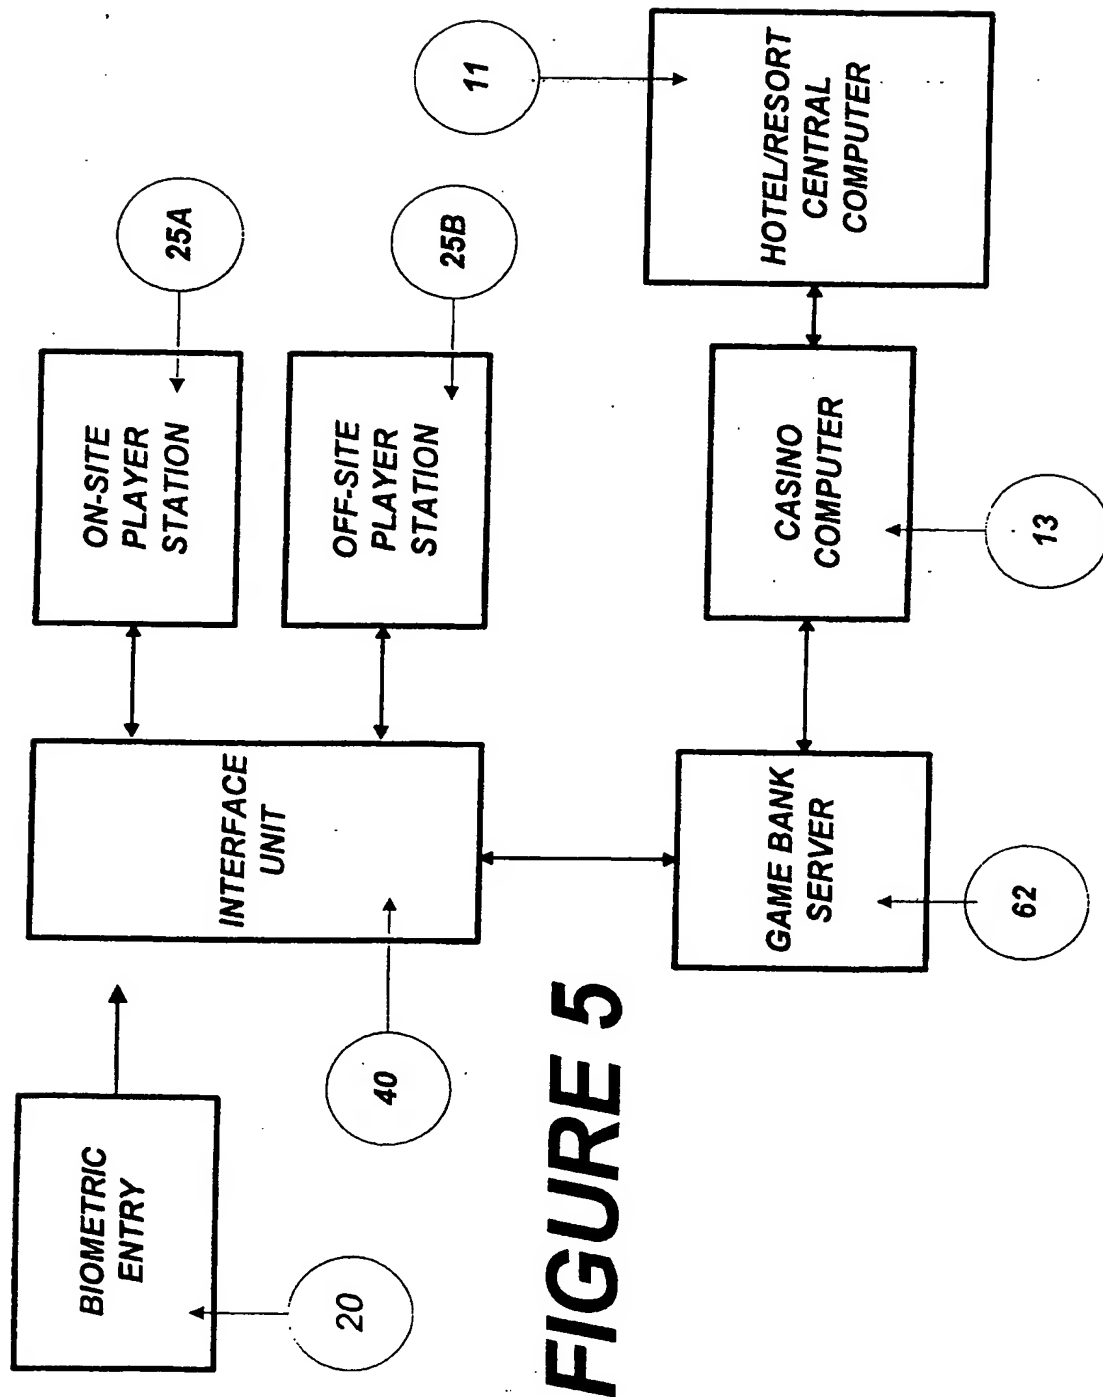 BIOMETRIC
ENTRY
20
INTERFACE
UNIT
40
ON-SITE
PLAYER
STATION
25A
OFF-SITE
PLAYER
STATION
25B
GAME BANK
SERVER
62
CASINO
COMPUTER
13
HOTEL/RESORT
CENTRAL
COMPUTER
11
FIGURE 5